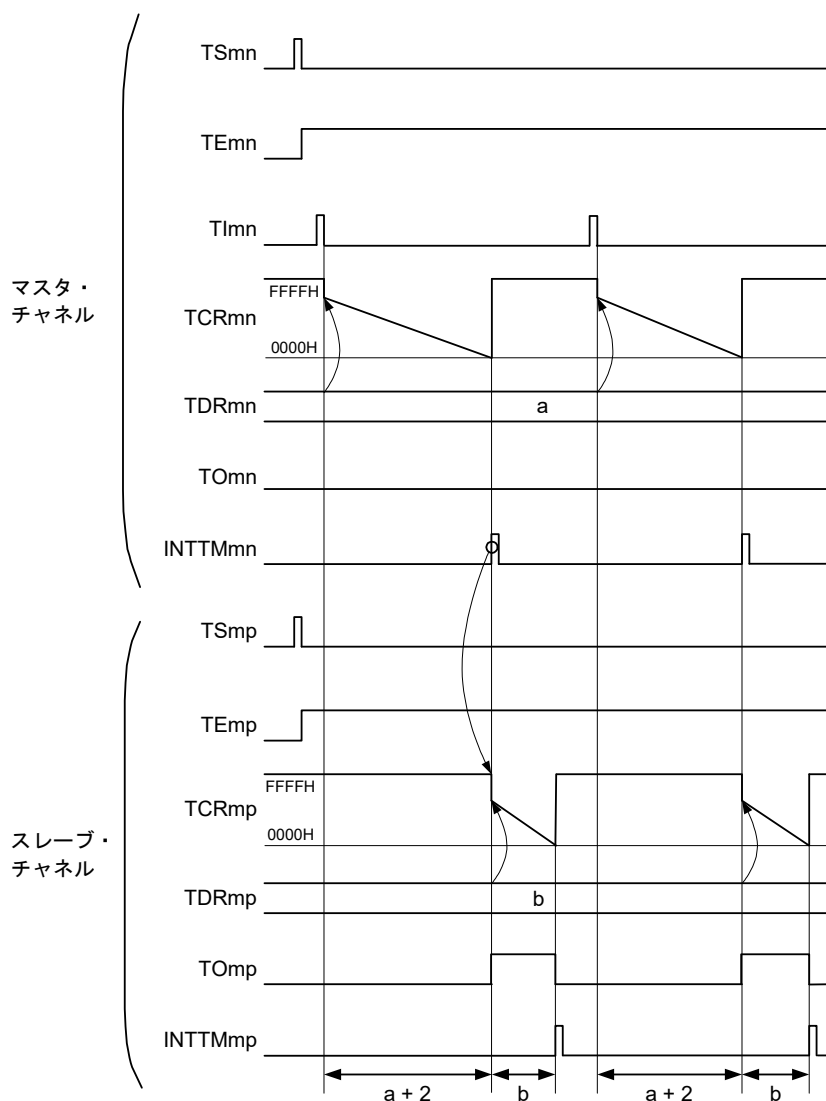 TSmn
TEmn
TImn
マスタ・
チャネル
FFFFH
TCRmn
0000H
TDRmn
a
TOmn
INTTMmn
TSmp
TEmp
FFFFH
TCRmp
0000H
スレーブ・
チャネル
TDRmp
b
TOmp
INTTMmp
a + 2
b
a + 2
b